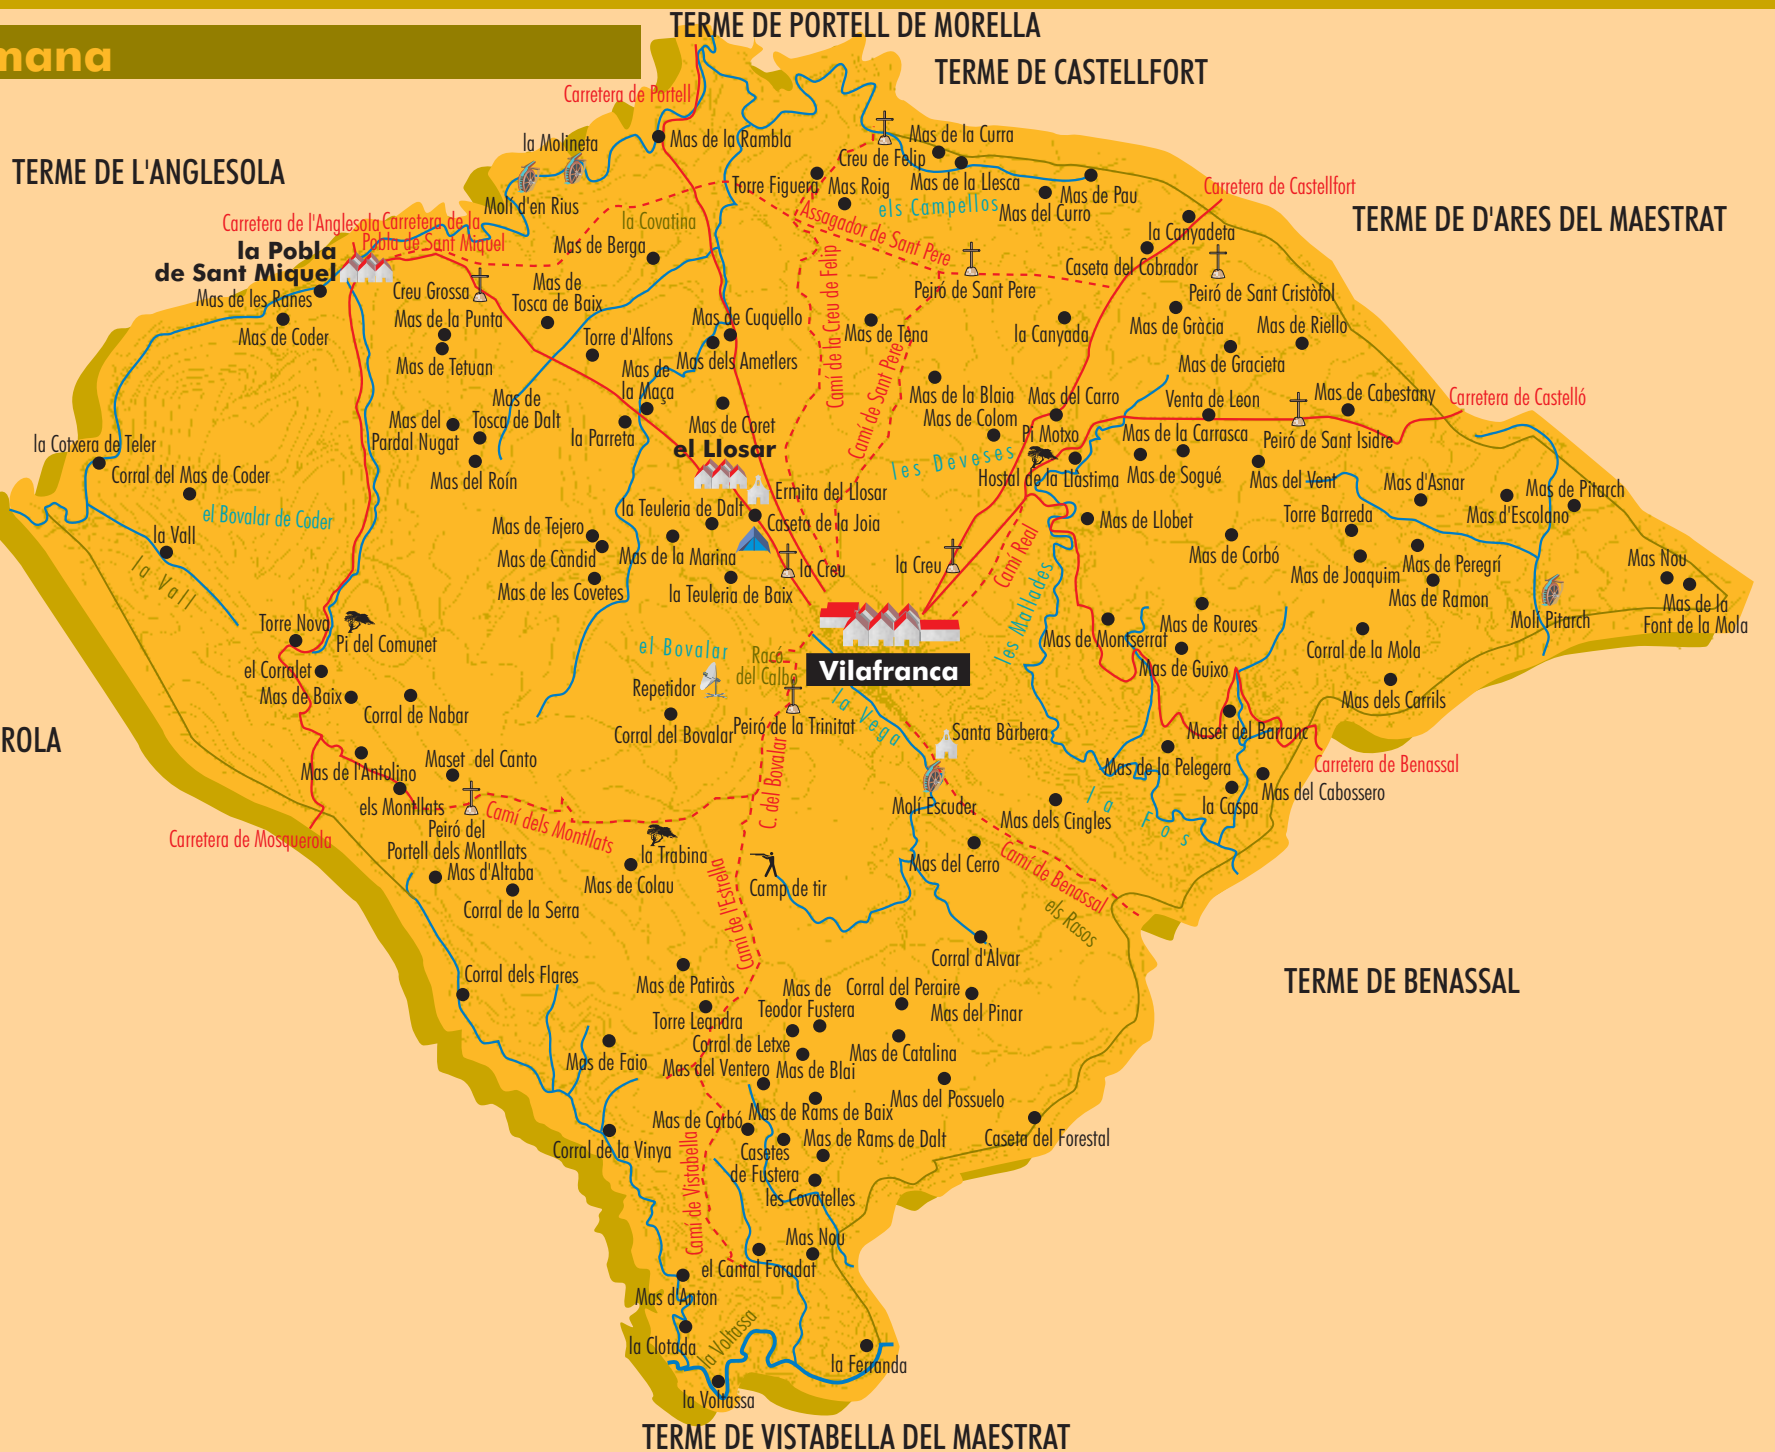 TERME DE PORTELL DE MORELLA
mana
TERME DE CASTELLFORT
Carretera de Portell
la Molineta
Mas de la Rambla
Mas de la Curra
Creu de Felip
TERME DE L'ANGLESOLA
Torre Figuera
Mas Roig
Mas de la Llesca
Mas de Pau
Carretera de Castellfort
Molí d'en Rius
els Campellos
Mas del Curro
TERME DE D'ARES DEL MAESTRAT
Carretera de l'Anglesola
Carretera de la
Pobla de Sant Miquel
la Covatina
Assagador de Sant Pere
la Canyadeta
Mas de Berga
la Pobla
de Sant Miquel
Caseta del Cobrador
Mas de les Ranes
Creu Grossa
Mas de
Tosca de Baix
Camí de la Creu de Felip
Peiró de Sant Pere
Peiró de Sant Cristòfol
Mas de Coder
Mas de la Punta
Torre d'Alfons
Mas de Cuquello
Mas de Tena
la Canyada
Mas de Gràcia
Mas de Riello
Mas de Tetuan
Mas de
la Maça
Mas dels Ametlers
Camí de Sant Pere
Mas de Gracieta
Mas de
Tosca de Dalt
Mas de la Blaia
Mas del Carro
Venta de Leon
Mas de Cabestany
Carretera de Castelló
Mas del
Pardal Nugat
la Parreta
Mas de Coret
Mas de Colom
Pi Motxo
Mas de la Carrasca
Peiró de Sant Isidre
la Cotxera de Teler
el Llosar
les Deveses
Corral del Mas de Coder
Mas del Roín
Hostal de la Llàstima
Mas de Sogué
Mas del Vent
Mas d'Asnar
Mas de Pitarch
Ermita del Llosar
el Bovalar de Coder
la Teuleria de Dalt
Caseta de la Joia
Mas d'Escolano
Torre Barreda
la Vall
Mas de Tejero
Mas de Llobet
Mas de Càndid
Mas de la Marina
la Creu
la Creu
Camí Real
Mas de Corbó
Mas Nou
la Vall
Mas de Joaquim
Mas de Peregrí
Mas de les Covetes
la Teuleria de Baix
les Mallades
Mas de Ramon
Mas de la
Font de la Mola
Torre Nova
Pi del Comunet
Mas de Montserrat
Mas de Roures
Molí Pitarch
el Bovalar
Racó
del Calbo
Vilafranca
Mas de Guixo
Corral de la Mola
el Corralet
Repetidor
Mas de Baix
Corral de Nabar
la Vega
Mas dels Carrils
Corral del Bovalar
Peiró de la Trinitat
Santa Bàrbera
Maset del Barranc
ROLA
Mas de l'Antolino
Maset del Canto
Mas de la Pelegera
Carretera de Benassal
C. del Bovalar
els Montllats
Molí Escuder
Mas dels Cingles
la Fos
la Caspa
Mas del Cabossero
Carretera de Mosquerola
Peiró del
Portell dels Montllats
Camí dels Montllats
la Trabina
Mas d'Altaba
Mas de Colau
Camí de l'Estrella
Camp de tir
Mas del Cerro
Camí de Benassal
Corral de la Serra
els Rasos
Corral d'Àlvar
TERME DE BENASSAL
Corral dels Flares
Mas de Patiràs
Mas de
Teodor Fustera
Corral del Peraire
Mas del Pinar
Torre Leandra
Corral de Letxe
Mas de Catalina
Mas de Faio
Mas del Ventero
Mas de Blai
Mas del Possuelo
Mas de Rams de Baix
Mas de Corbó
Mas de Rams de Dalt
Caseta del Forestal
Corral de la Vinya
Casetes
de Fustera
les Covatelles
Camí de Vistabella
Mas Nou
el Cantal Foradat
Mas d'Anton
la Clotada
la Voltassa
la Ferranda
la Voltassa
TERME DE VISTABELLA DEL MAESTRAT